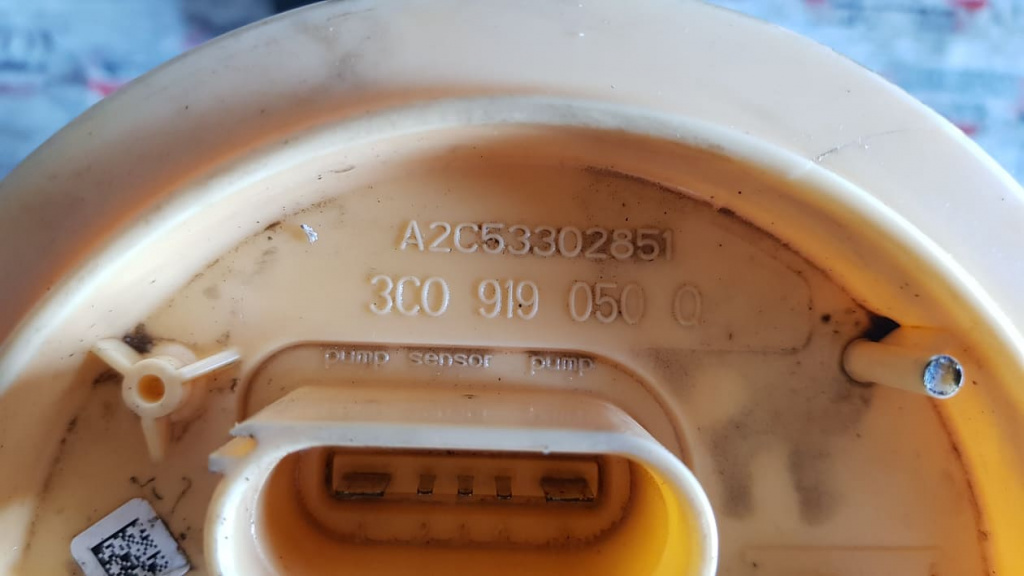 A2C53302851
3C0 919 050 Q
pump sensor pump